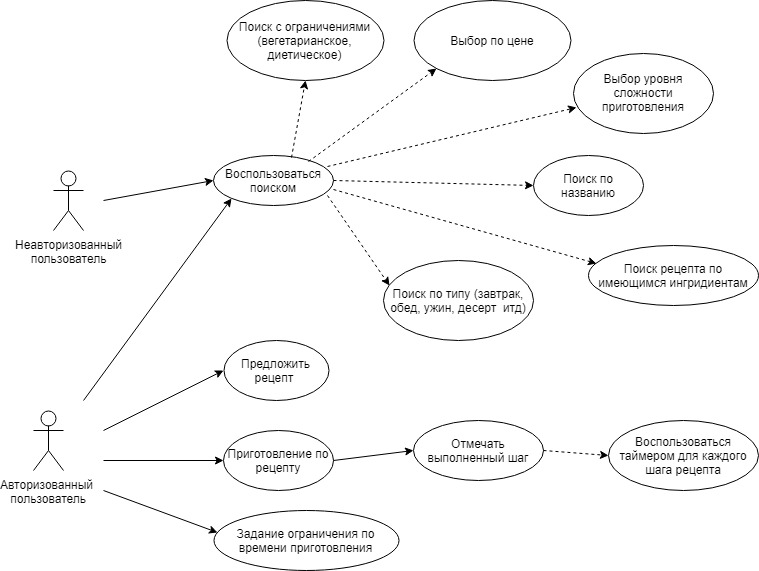 Поиск с ограничениями
(вегетарианское,
диетическое)
Выбор по цене
Выбор уровня
сложности
приготовления
Воспользоваться
поиском
Поиск по
названию
Неавторизованный
пользователь
Поиск рецепта по
имеющимся ингридиентам
Поиск по типу (завтрак,
обед, ужин, десерт итд)
Предложить
рецепт
Приготовление по
рецепту
Отмечать
выполненный шаг
Воспользоваться
таймером для каждого
шага рецепта
Авторизованный
пользователь
Задание ограничения по
времени приготовления